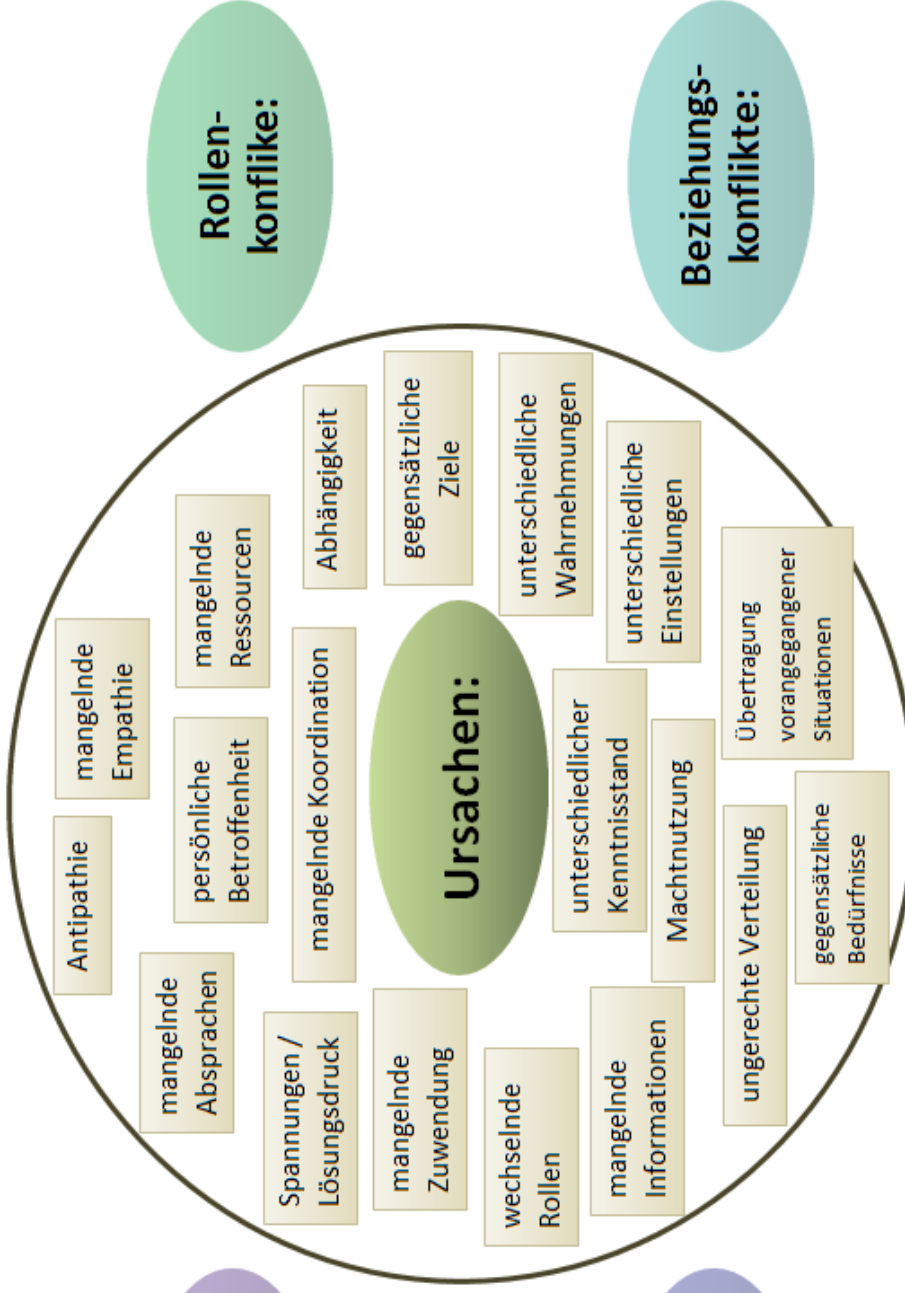 Antipathie
mangelnde
Empathie
mangelnde
Absprachen
persönliche
Betroffenheit
mangelnde
Ressourcen
Spannungen /
Lösungsdruck
mangelnde Koordination
Abhängigkeit
mangelnde
Zuwendung
Ursachen:
gegensätzliche
Ziele
wechselnde
Rollen
unterschiedliche
Wahrnehmungen
mangelnde
Informationen
unterschiedlicher
Kenntnisstand
unterschiedliche
Einstellungen
Machtnutzung
ungerechte Verteilung
Übertragung
vorangegangener
Situationen
gegensätzliche
Bedürfnisse
Rollen-
konflike:
Beziehungs-
konflikte: